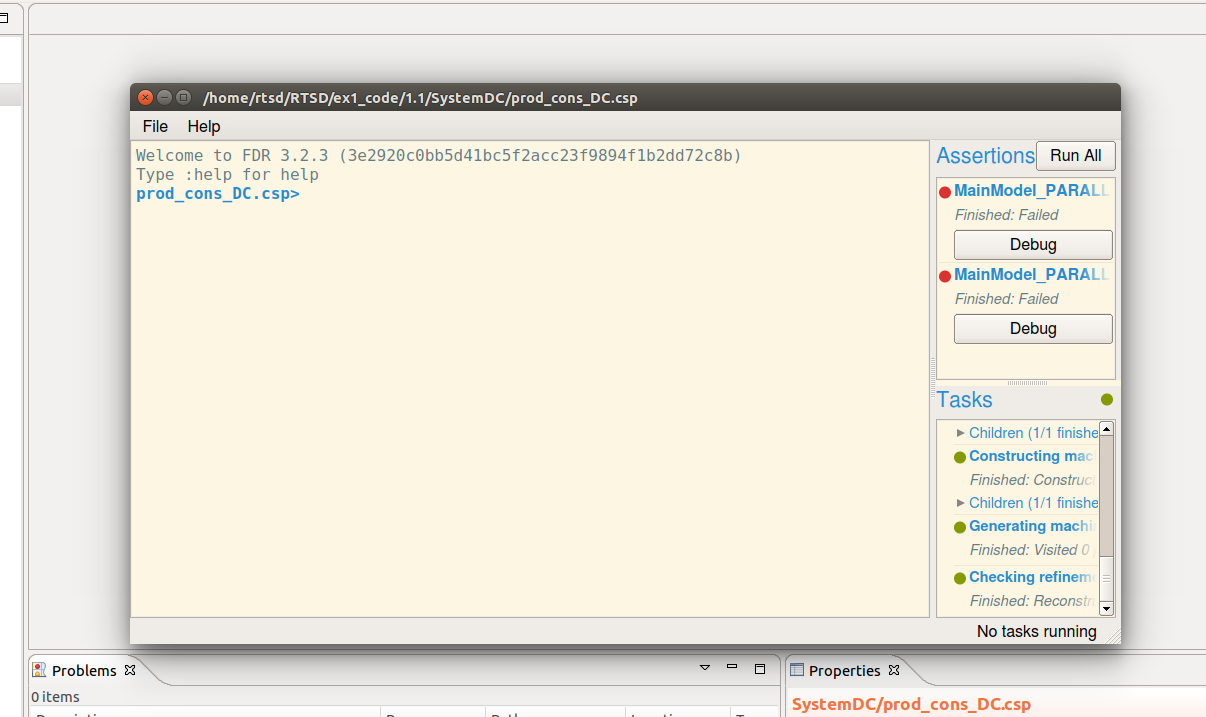 /home/rtsd/RTSD/ex1_code/1.1/SystemDC/prod_cons_DC.csp
File Help
Welcome to FDR 3.2.3 (3e2920c0bb5d41bc5f2acc23f9894f1b2dd72c8b)
Type :help for help
prod_cons_DC.csp>
Assertions Run All
MainModel_PARALL
Finished: Failed
Debug
MainModel_PARALL
Finished: Failed
Debug
Tasks
Children (1/1 finishe
Constructing mac
Finished: Construct
Children (1/1 finishe
Generating machi
Finished: Visited 0
Checking refinem
Finished: Reconstr
No tasks running
Problems
0 items
Properties
SystemDC/prod_cons_DC.csp